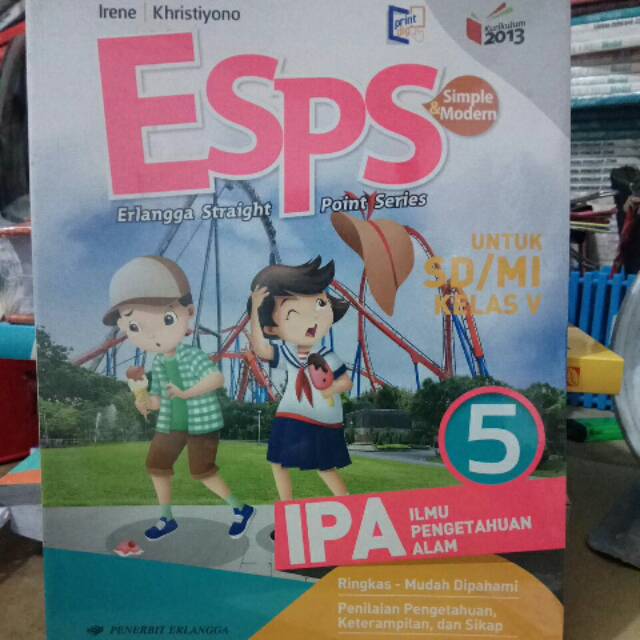 Irene | Khristiyono
print
Kurikulum
2013
ESPS
Simple
& Modern
Erlangga Straight Point Series
UNTUK
SD/MI
KELAS V
5
IPA
ILMU
PENGETAHUAN
ALAM
Ringkas - Mudah Dipahami
Penilaian Pengetahuan,
Keterampilan, dan Sikap
PENERBIT ERLANGGA